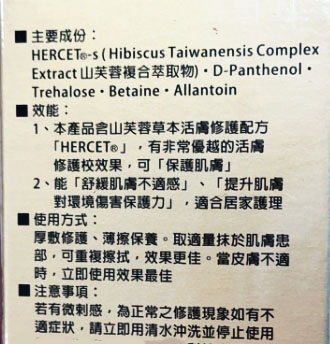 ■主要成份：
HERCET®-s ( Hibiscus Taiwanensis Complex
Extract 山芙蓉複合萃取物)・D-Panthenol・
Trehalose・Betaine・Allantoin
■效能：
1、本產品含山芙蓉草本活膚修護配方
「HERCET®」，有非常優越的活膚
修護校效果，可「保護肌膚」
2、能「舒緩肌膚不適感」、「提升肌膚
對環境傷害保護力」，適合居家護理
■使用方式：
厚敷修護、薄擦保養。取適量抹於肌膚患
部，可重複擦拭，效果更佳。當皮膚不適
時，立即使用效果最佳
■注意事項：
若有微刺感，為正常之修護現象如有不
適症狀，請立即用清水沖洗並停止使用